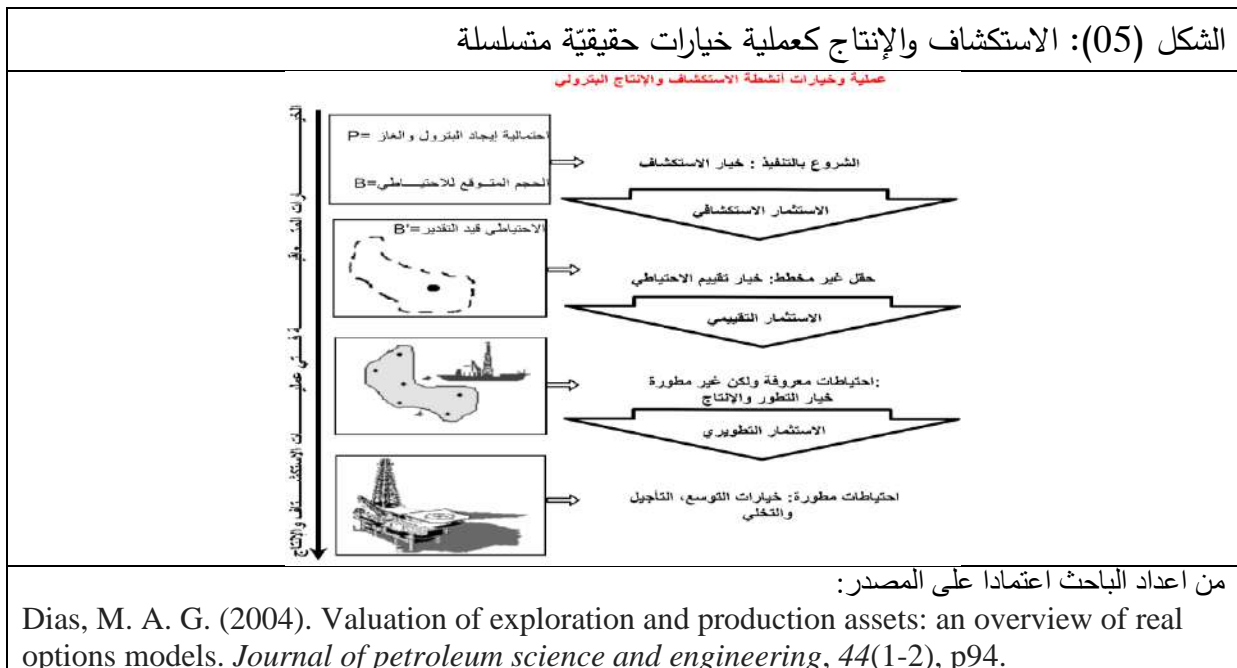 الشكل (05): الاستكشاف والإنتاج كعملية خيارات حقيقيّة متسلسلة
عملية وخيارات أنشطة الاستكشاف والإنتاج البترولي
احتمالية إيجاد البترول والغاز =P
الحجم المتـوقع للاحتيـــاطي=B
الشروع بالتنفيذ : خيار الاستكشاف
الاستثمار الاستكشافي
الاحتياطي قيد التقدير='B
حقل غير مخطط: خيار تقييم الاحتياطي
الاستثمار التقييمي
:احتياطات معروفة ولكن غير مطورة
خيار التطور والإنتاج
الاستثمار التطويري
احتياطات مطورة: خيارات التوسع، التأجيل
والتخلي
من اعداد الباحث اعتمادا على المصدر:
Dias, M. A. G. (2004). Valuation of exploration and production assets: an overview of real
options models. Journal of petroleum science and engineering, 44(1-2), p94.